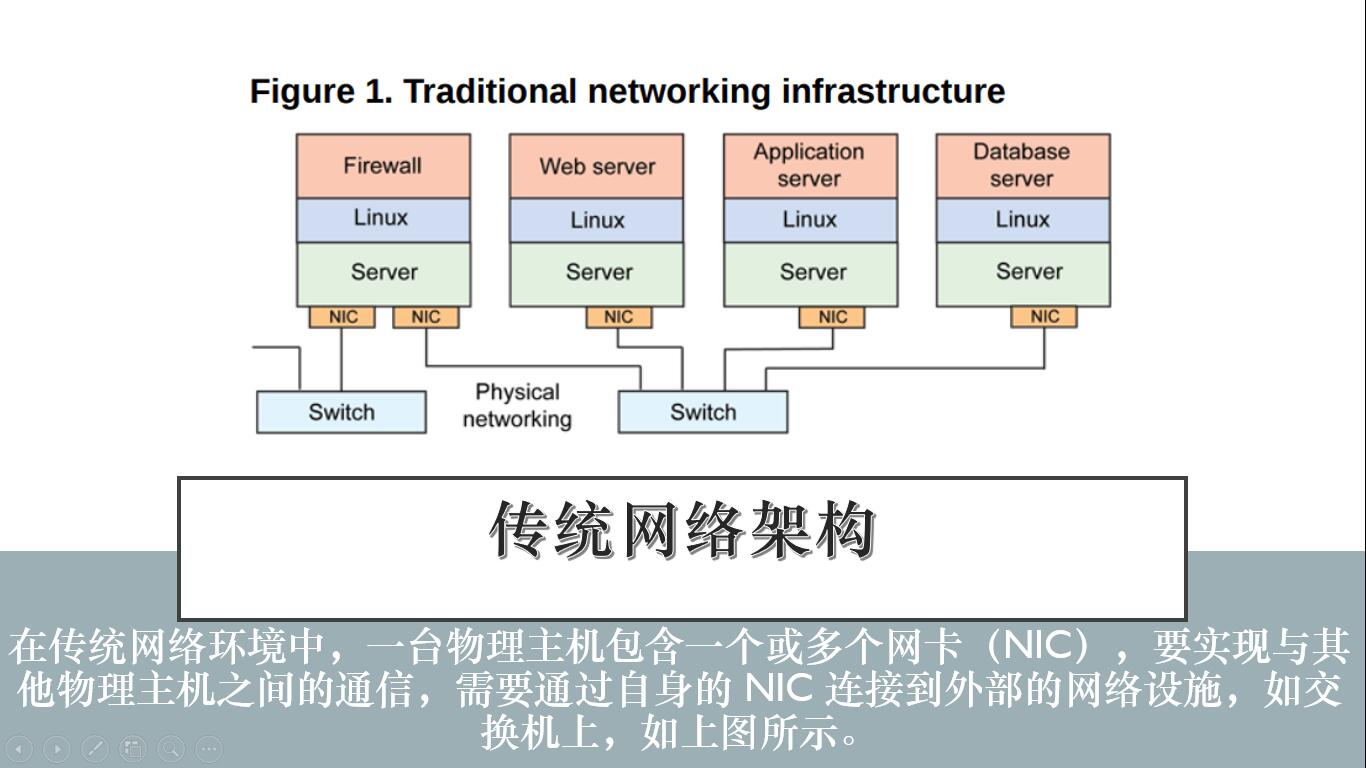 Figure 1. Traditional networking infrastructure
Firewall
Linux
Server
NIC
NIC
Web server
Linux
Server
NIC
Application
server
Linux
Server
NIC
Database
server
Linux
Server
NIC
Switch
Physical
networking
Switch
传统网络架构
在传统网络环境中，一台物理主机包含一个或多个网卡（NIC），要实现与其
他物理主机之间的通信，需要通过自身的 NIC 连接到外部的网络设施，如交
换机上，如上图所示。